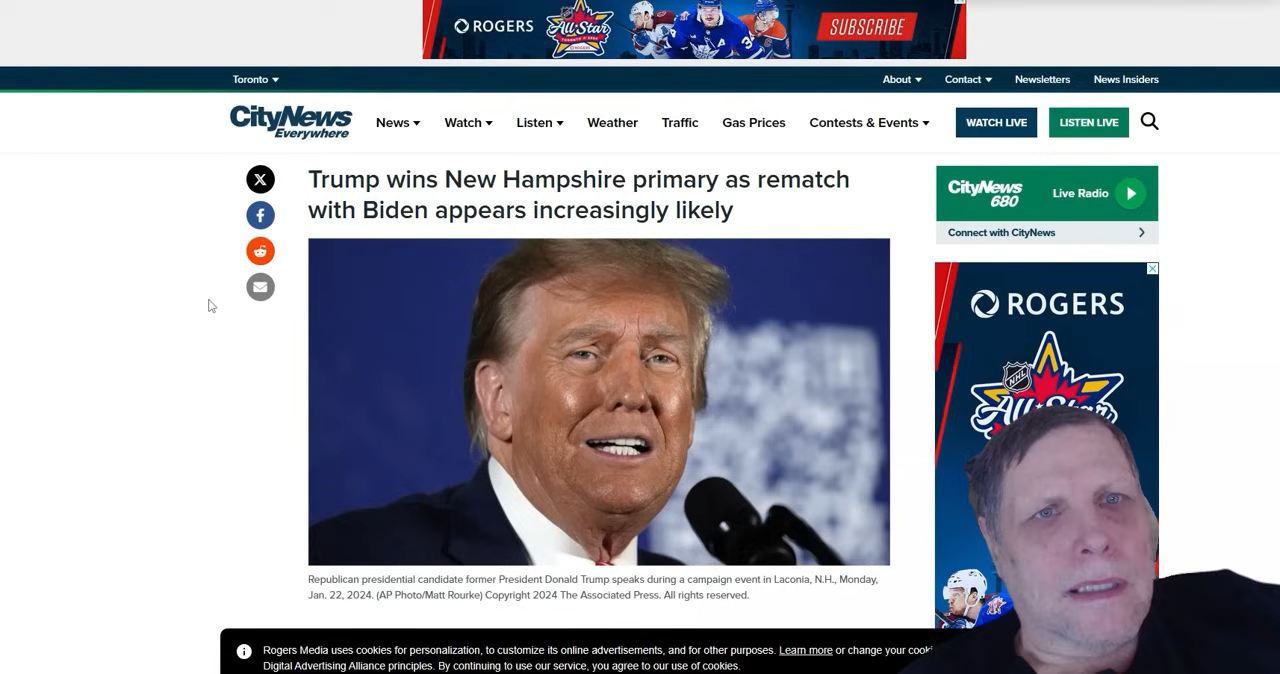 ROGERS
ALL STAR
SUBSCRIBE
Toronto
About
Contact
Newsletters
News Insiders
CityNews
Everywhere
News
Watch
Listen
Weather
Traffic
Gas Prices
Contests & Events
WATCH LIVE
LISTEN LIVE
Trump wins New Hampshire primary as rematch
with Biden appears increasingly likely
CityNews
680
Live Radio
Connect with CityNews
ROGERS
NHL
All Star
Republican presidential candidate former President Donald Trump speaks during a campaign event in Laconia, N.H., Monday,
Jan. 22, 2024. (AP Photo/Matt Rourke) Copyright 2024 The Associated Press. All rights reserved.
Rogers Media uses cookies for personalization, to customize its online advertisements, and for other purposes. Learn more or change your
Digital Advertising Alliance principles. By continuing to use our service, you agree to our use of cookies.